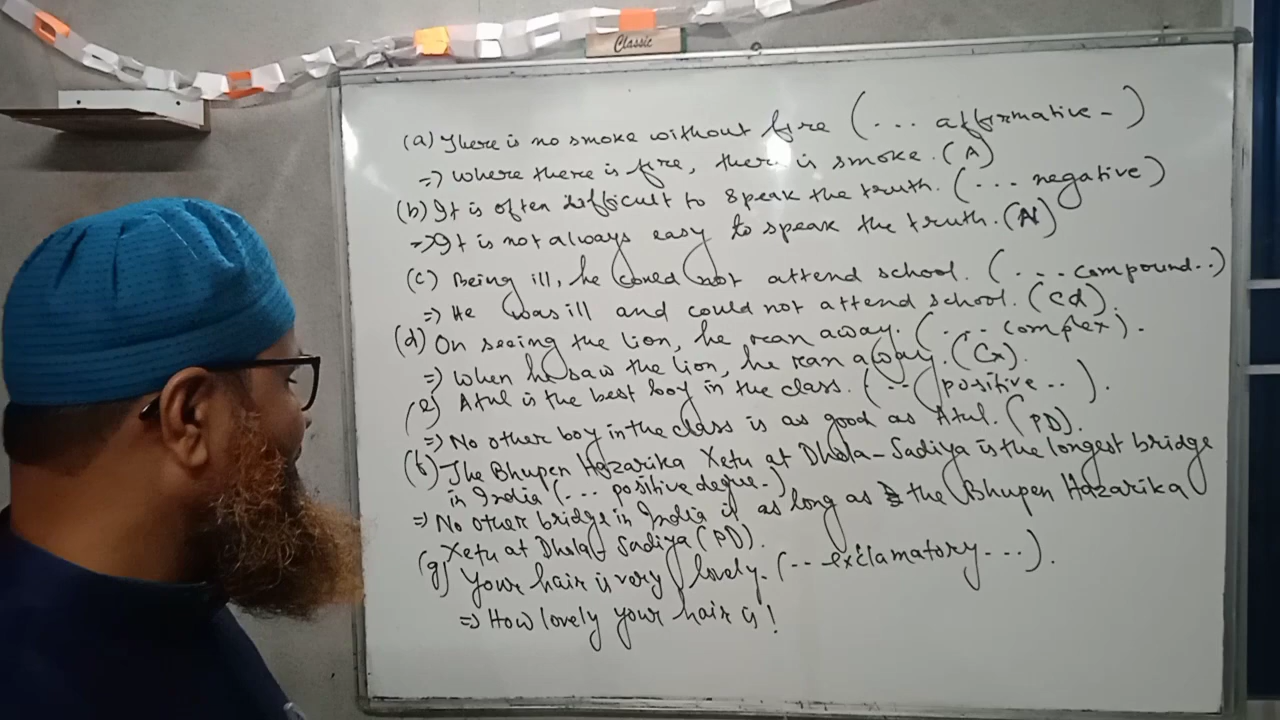 Classic
(a) There is no smoke without fire (... affirmative -)
=> Where there is fire, there is smoke. (A)
(b) It is often difficult to speak the truth. (... negative)
=> It is not always easy to speak the truth. (N)
(c) Being ill, he could not attend school. (... compound..)
=> He was ill and could not attend school. (Cd).
(d) On seeing the lion, he ran away. (... complex).
=> When he saw the lion, he ran away. (Cx).
(e) Atul is the best boy in the class. (.. positive ..).
=> No other boy in the class is as good as Atul. (PD).
(f) The Bhupen Hazarika Xetu at Dhola-Sadiya is the longest bridge
in India (... positive degree.)
=> No other bridge in India is as long as the Bhupen Hazarika
Xetu at Dhola-Sadiya (PD).
(g) Your hair is very lovely. (.. exclamatory ...).
=> How lovely your hair is!